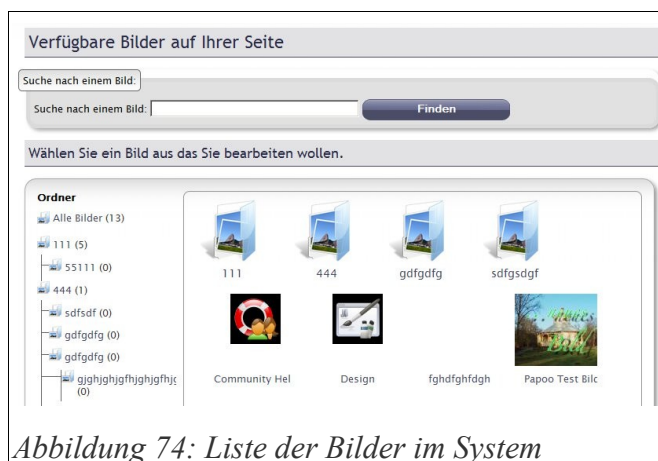 Verfügbare Bilder auf Ihrer Seite
Suche nach einem Bild:
Suche nach einem Bild: Finden
Wählen Sie ein Bild aus das Sie bearbeiten wollen.
Ordner
Alle Bilder (13)
111 (5)
55111 (0)
444 (1)
sdfsdf (0)
gdfgdfg (0)
gdfgdfg (0)
(0)
111 444 gdfgdfg sdfgsdgf
Community Hel Design fghdfghfdgh Papoo Test Bild
Abbildung 74: Liste der Bilder im System